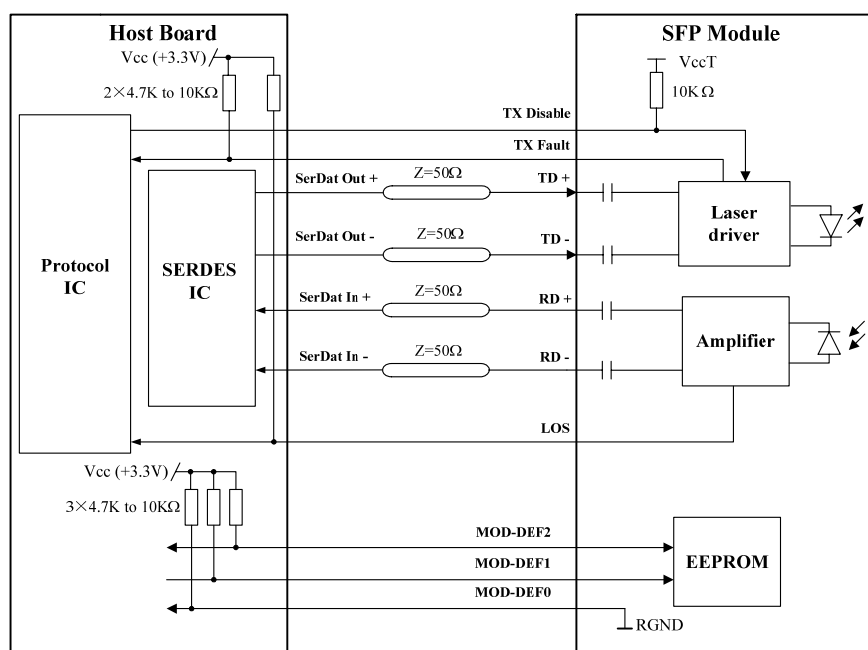 Host Board
SFP Module
Vcc (+3.3V)
VccT
2×4.7K to 10KΩ
10KΩ
TX Disable
TX Fault
SerDat Out +
Z=50Ω
TD +
Laser driver
SerDat Out -
Z=50Ω
TD -
Protocol IC
SERDES IC
SerDat In +
Z=50Ω
RD +
Amplifier
SerDat In -
Z=50Ω
RD -
LOS
Vcc (+3.3V)
3×4.7K to 10KΩ
MOD-DEF2
EEPROM
MOD-DEF1
MOD-DEF0
RGND